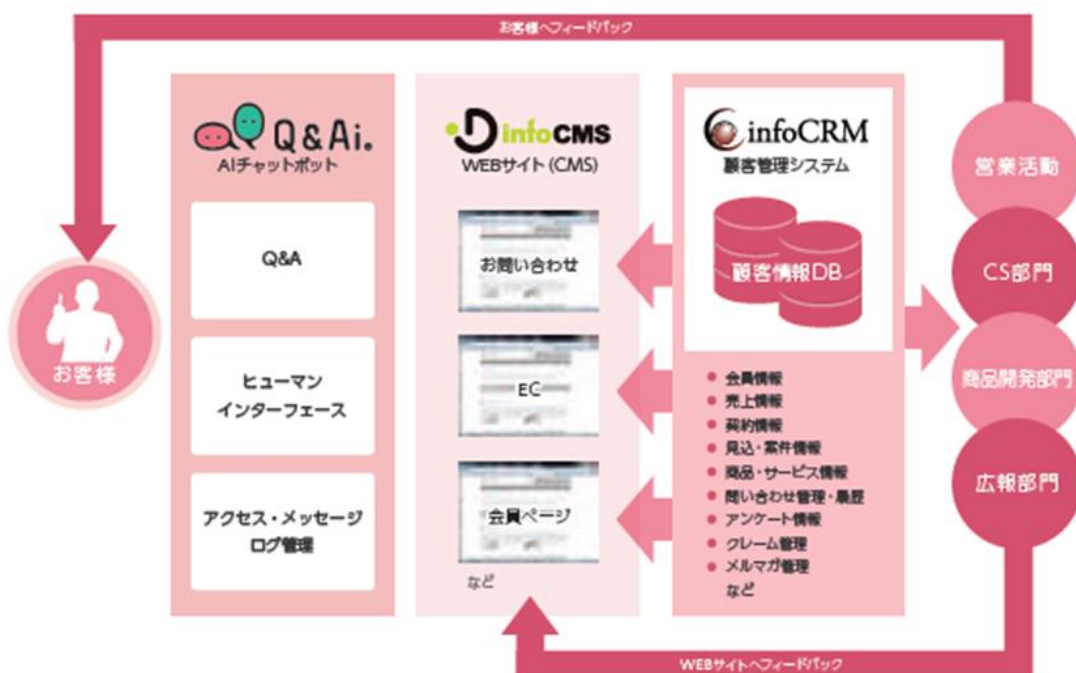 お客様へフィードバック
Q&Ai.
AIチャットボット
Q&A
ヒューマン
インターフェース
アクセス・メッセージ
ログ管理
infoCMS
WEBサイト(CMS)
お問い合わせ
EC
会員ページ
など
infoCRM
顧客管理システム
顧客情報DB
会員情報
売上情報
契約情報
見込・案件情報
商品・サービス情報
問い合わせ管理・履歴
アンケート情報
クレーム管理
メルマガ管理
など
営業活動
CS部門
商品開発部門
広報部門
お客様
WEBサイトへフィードバック